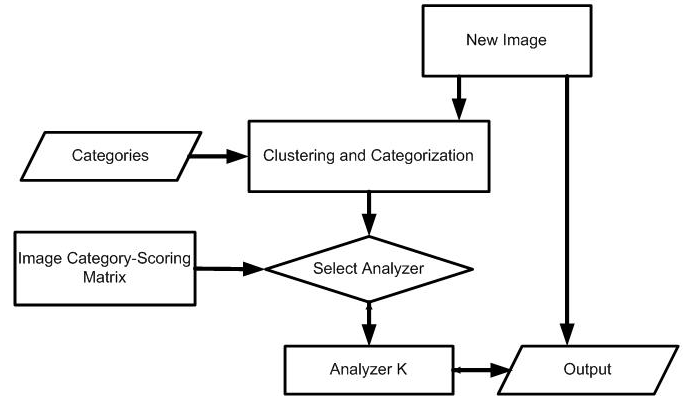 New Image
Categories
Clustering and Categorization
Image Category-Scoring
Matrix
Select Analyzer
Analyzer K
Output